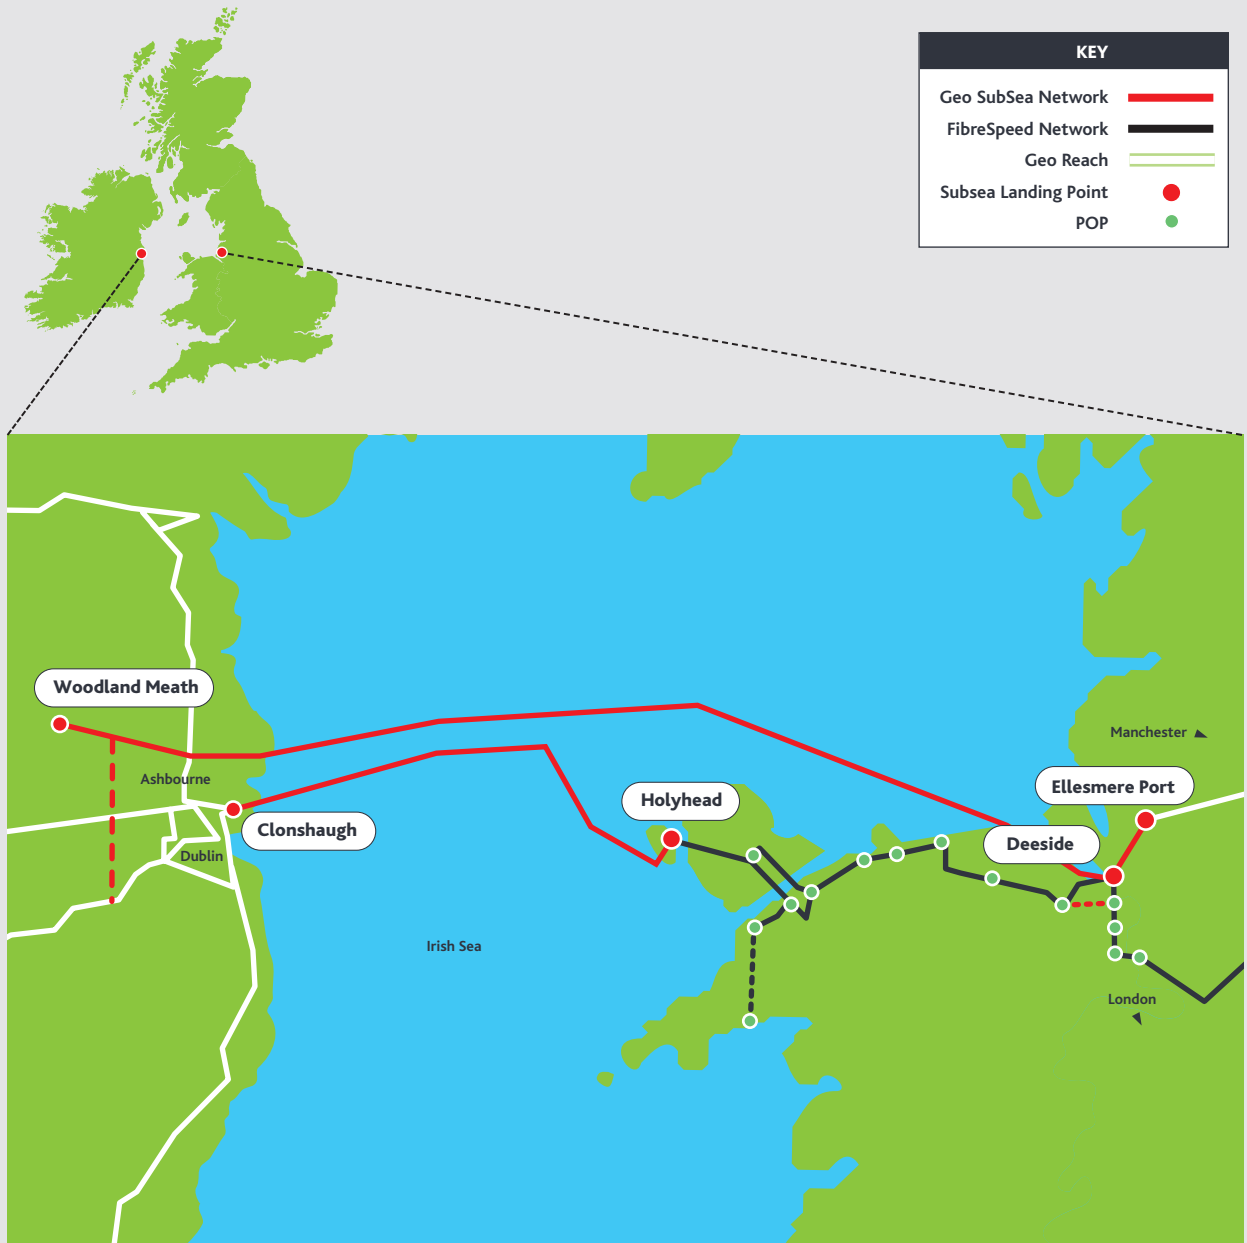 KEY
Geo SubSea Network
FibreSpeed Network
Geo Reach
Subsea Landing Point
POP
Woodland Meath
Manchester
Ashbourne
Ellesmere Port
Holyhead
Clonshaugh
Deeside
Dublin
Irish Sea
London